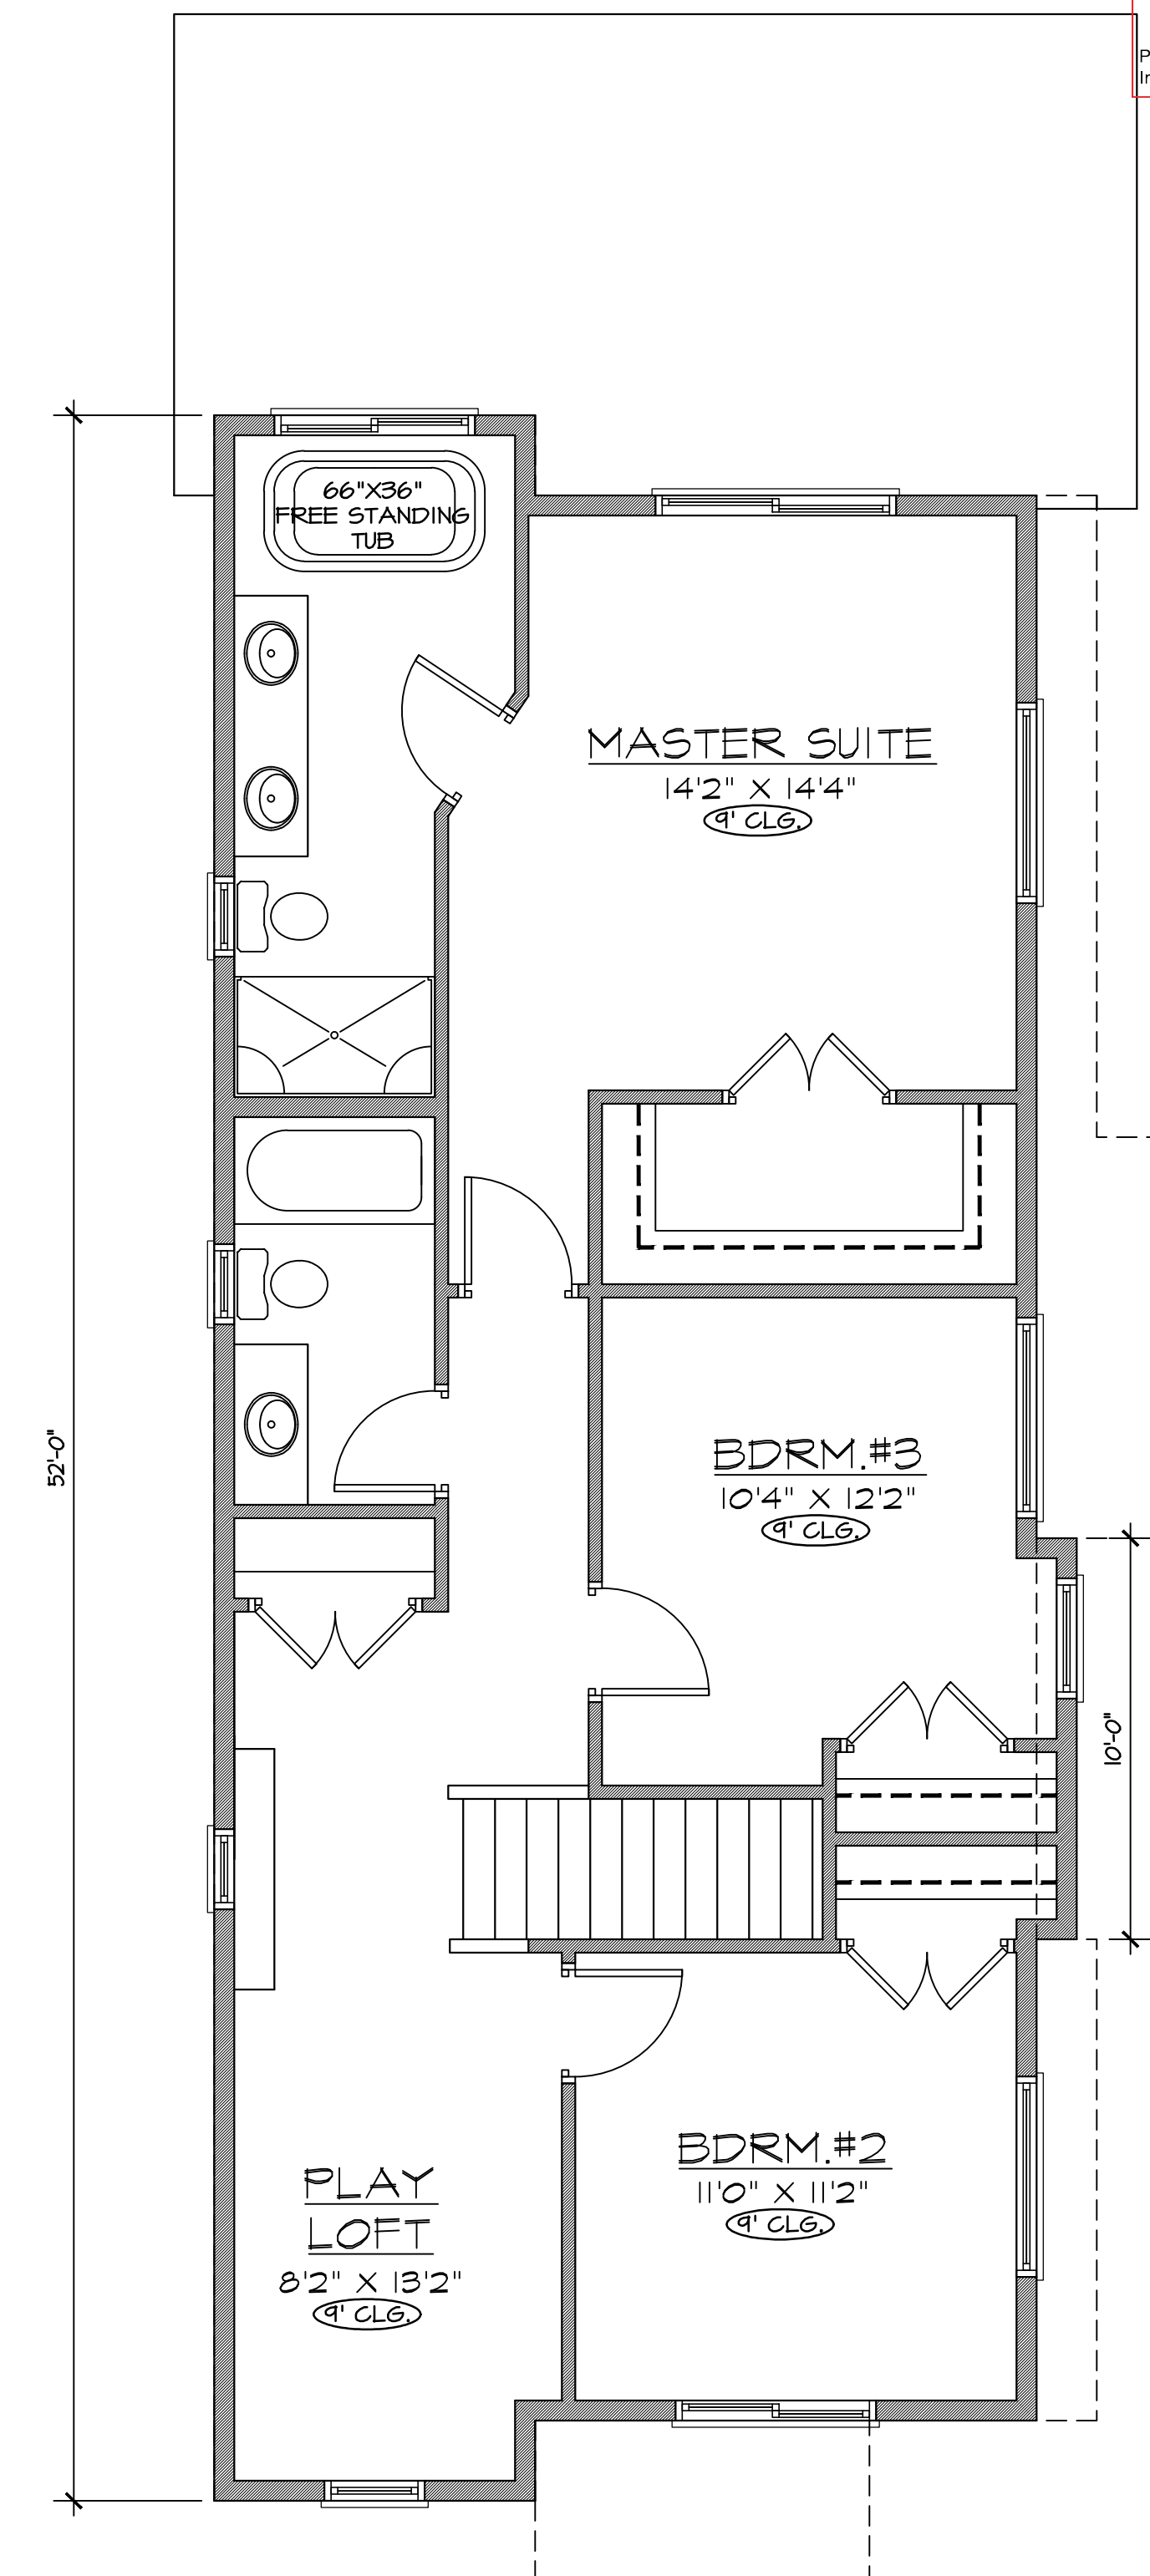 66"X36"
FREE STANDING
TUB
MASTER SUITE
14'2" X 14'4"
9' CLG.
52'-0"
BDRM.#3
10'4" X 12'2"
9' CLG.
10'-0"
BDRM.#2
11'0" X 11'2"
9' CLG.
PLAY
LOFT
8'2" X 13'2"
9' CLG.